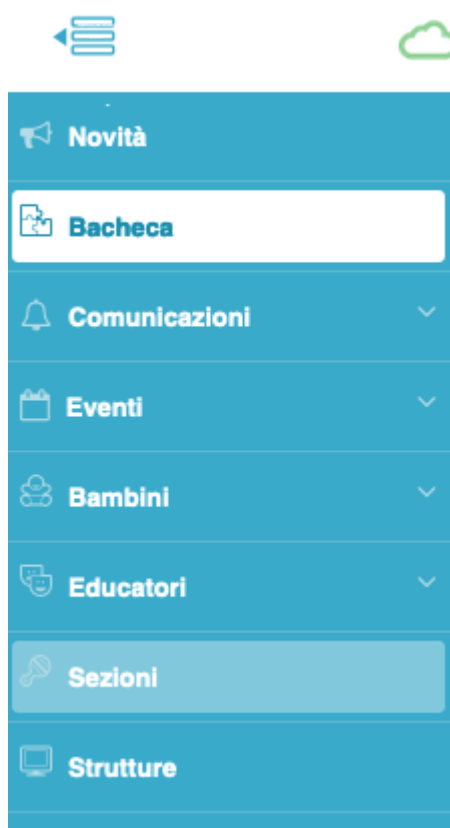 Novità
Bacheca
Comunicazioni
Eventi
Bambini
Educatori
Sezioni
Strutture